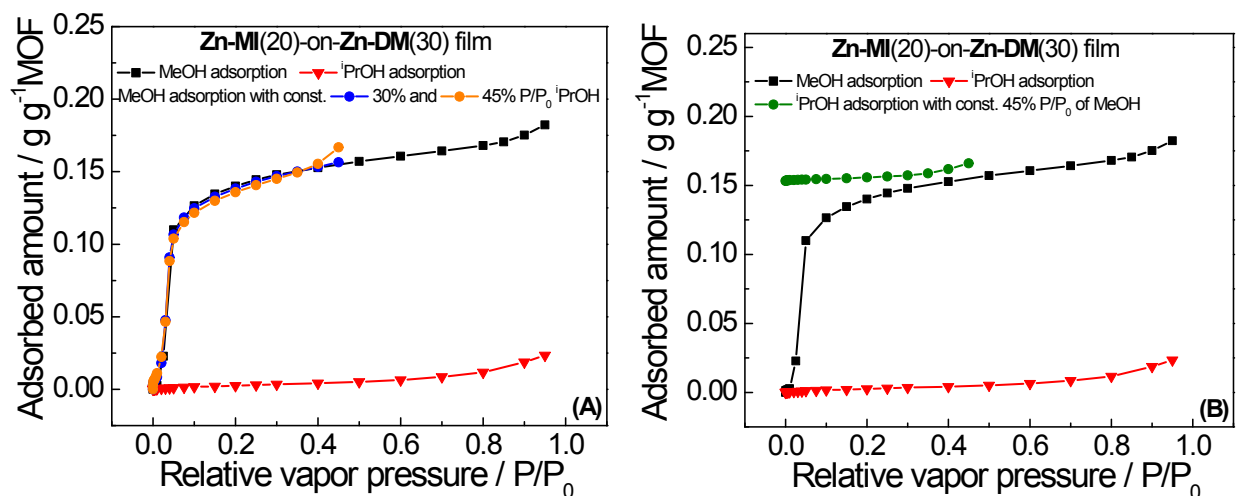 Zn-MI(20)-on-Zn-DM(30) film
MeOH adsorption ⁱPrOH adsorption
MeOH adsorption with const. 30% and 45% P/P₀ ⁱPrOH
0.25
0.20
0.15
0.10
0.05
0.00
Adsorbed amount / g g⁻¹MOF
0.0 0.2 0.4 0.6 0.8 1.0
Relative vapor pressure / P/P₀
(A)
Zn-MI(20)-on-Zn-DM(30) film
MeOH adsorption ⁱPrOH adsorption
ⁱPrOH adsorption with const. 45% P/P₀ of MeOH
0.25
0.20
0.15
0.10
0.05
0.00
Adsorbed amount / g g⁻¹MOF
0.0 0.2 0.4 0.6 0.8 1.0
Relative vapor pressure / P/P₀
(B)